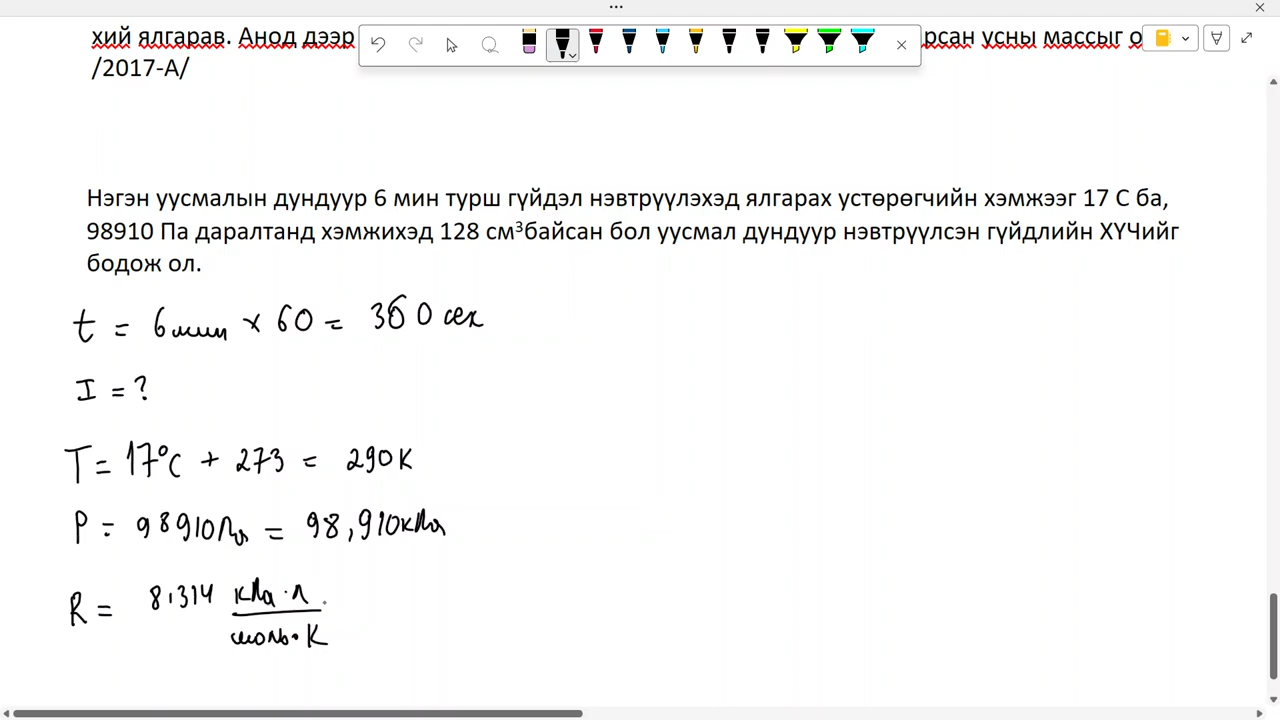 хий ялгарав. Анод дээр рсан усны массыг о
/2017-А/
Нэгэн уусмалын дундуур 6 мин турш гүйдэл нэвтрүүлэхэд ялгарах устөрөгчийн хэмжээг 17 С ба,
98910 Па даралтанд хэмжихэд 128 см³байсан бол уусмал дундуур нэвтрүүлсэн гүйдлийн ХҮЧийг
бодож ол.
t = 6мин × 60 = 360 сек
I = ?
T = 17°C + 273 = 290K
P = 98910Па = 98,910кПа
R = 8.314 кПа·л
моль·K